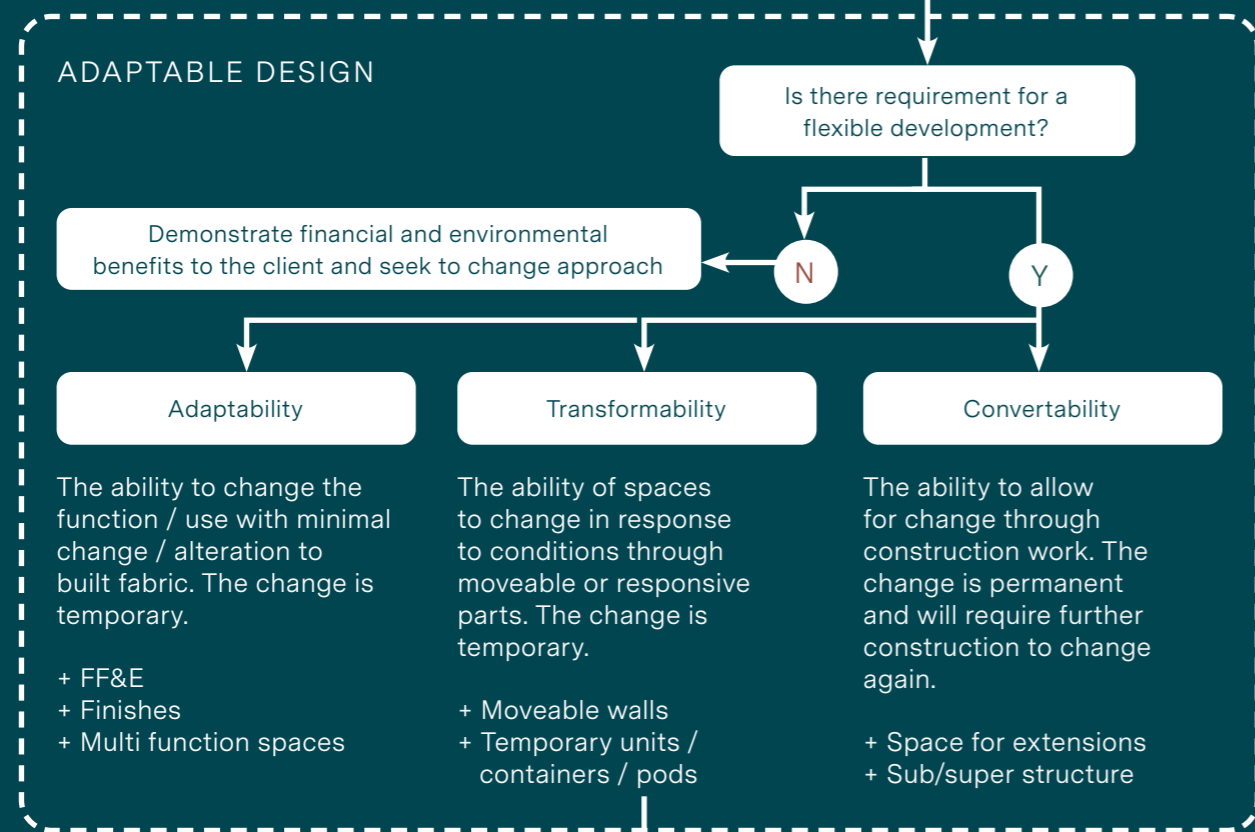 ADAPTABLE DESIGN
Is there requirement for a
flexible development?
Demonstrate financial and environmental
benefits to the client and seek to change approach
N
Y
Adaptability
The ability to change the
function / use with minimal
change / alteration to
built fabric. The change is
temporary.
+ FF&E
+ Finishes
+ Multi function spaces
Transformability
The ability of spaces
to change in response
to conditions through
moveable or responsive
parts. The change is
temporary.
+ Moveable walls
+ Temporary units /
containers / pods
Convertability
The ability to allow
for change through
construction work. The
change is permanent
and will require further
construction to change
again.
+ Space for extensions
+ Sub/super structure